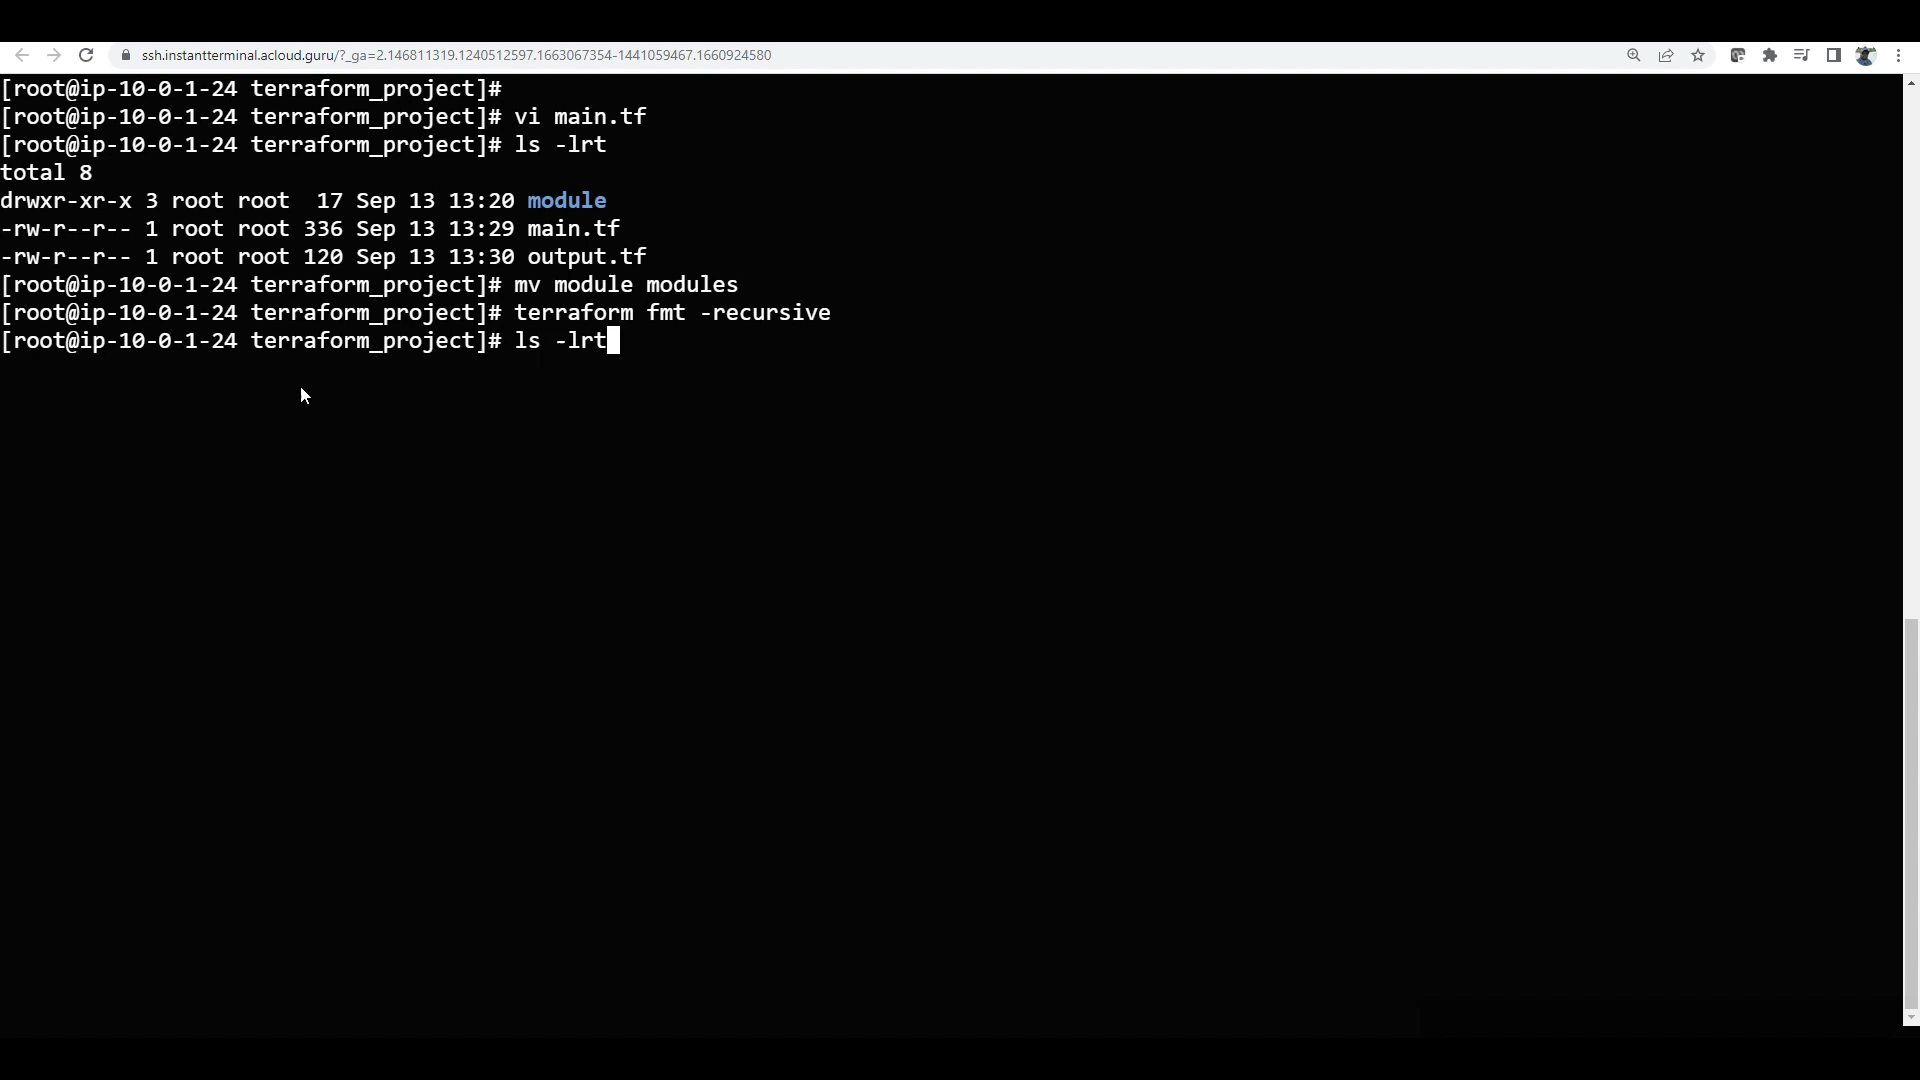 ssh.instantterminal.acloud.guru/?_ga=2.146811319.1240512597.1663067354-1441059467.1660924580
[root@ip-10-0-1-24 terraform_project]#
[root@ip-10-0-1-24 terraform_project]# vi main.tf
[root@ip-10-0-1-24 terraform_project]# ls -lrt
total 8
drwxr-xr-x 3 root root  17 Sep 13 13:20 module
-rw-r--r-- 1 root root 336 Sep 13 13:29 main.tf
-rw-r--r-- 1 root root 120 Sep 13 13:30 output.tf
[root@ip-10-0-1-24 terraform_project]# mv module modules
[root@ip-10-0-1-24 terraform_project]# terraform fmt -recursive
[root@ip-10-0-1-24 terraform_project]# ls -lrt